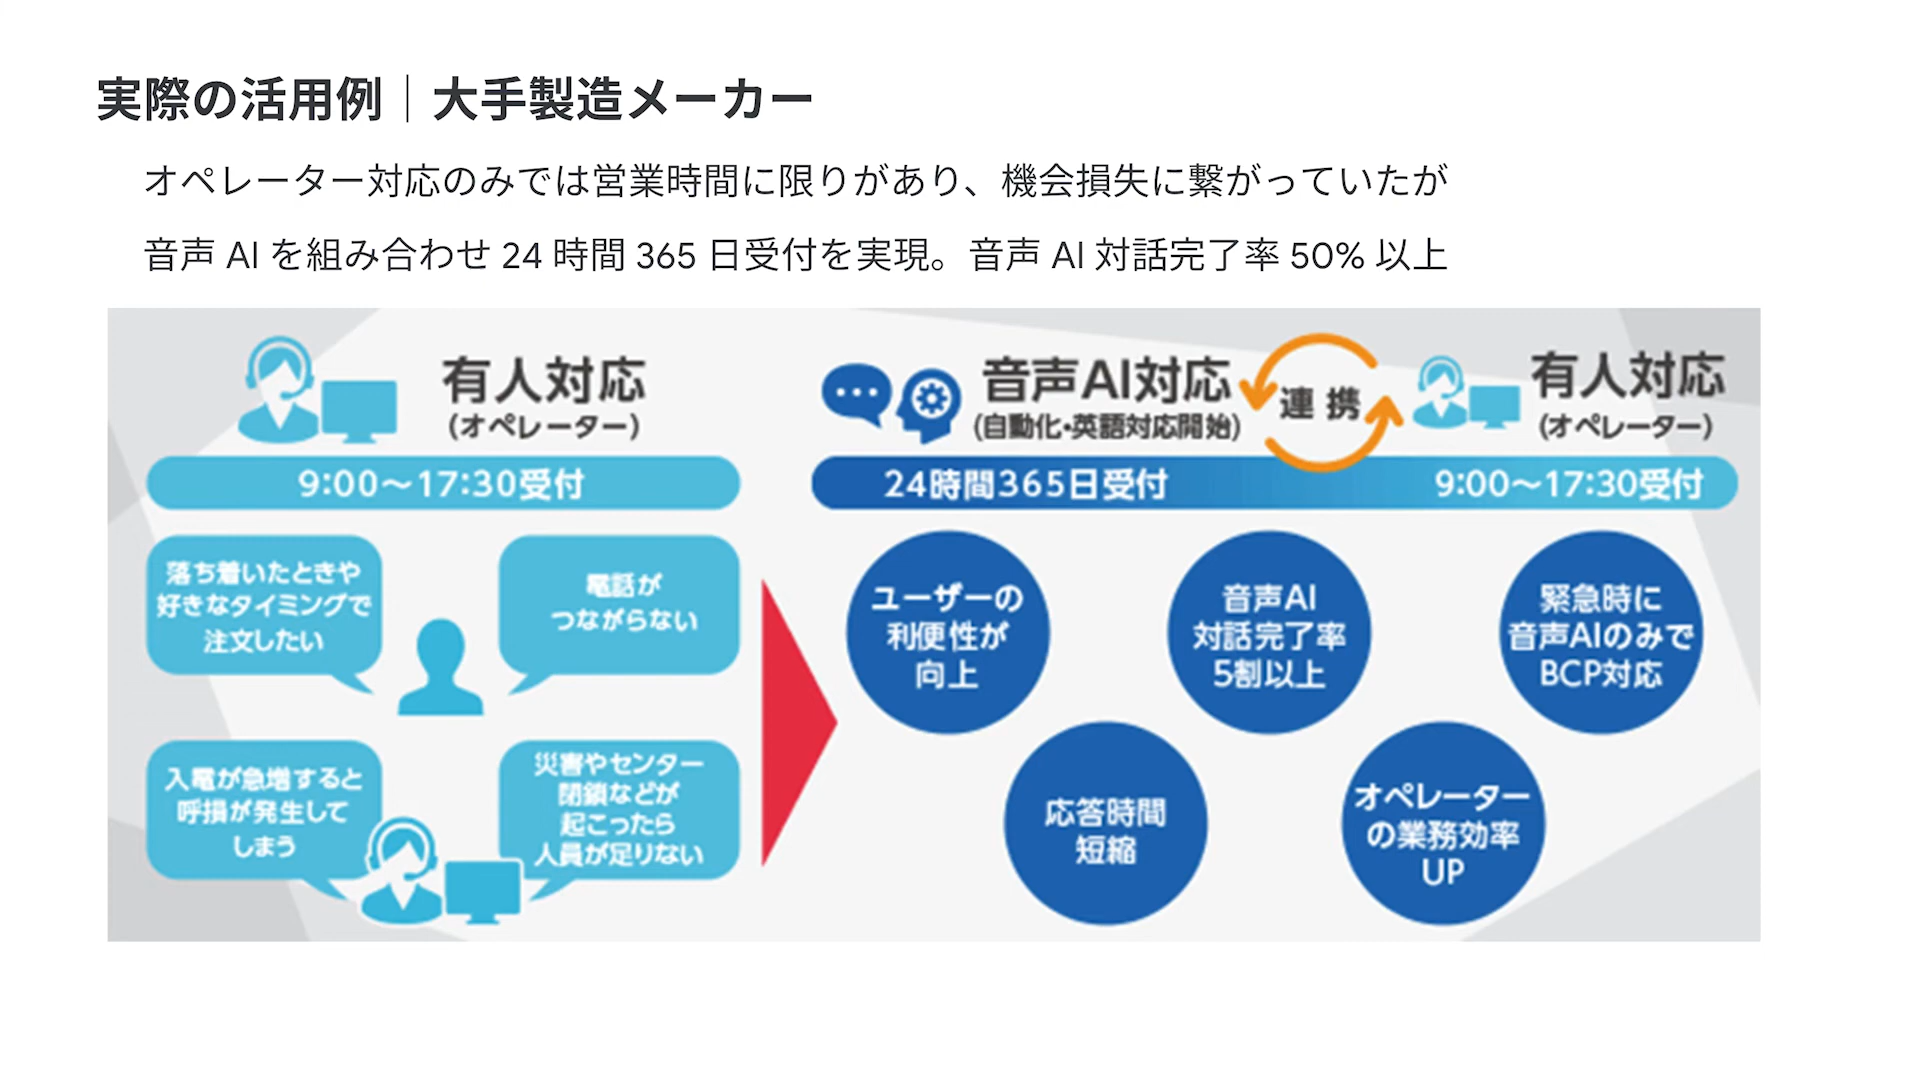 実際の活用例｜大手製造メーカー
オペレーター対応のみでは営業時間に限りがあり、機会損失に繋がっていたが
音声 AI を組み合わせ 24 時間 365 日受付を実現。音声 AI 対話完了率 50% 以上
有人対応
(オペレーター)
9:00〜17:30受付
落ち着いたときや
好きなタイミングで
注文したい
電話が
つながらない
入電が急増すると
呼損が発生して
しまう
災害やセンター
閉鎖などが
起こったら
人員が足りない
音声AI対応
(自動化・英語対応開始)
連携
有人対応
(オペレーター)
24時間365日受付
9:00〜17:30受付
ユーザーの
利便性が
向上
音声AI
対話完了率
5割以上
緊急時に
音声AIのみで
BCP対応
応答時間
短縮
オペレーター
の業務効率
UP